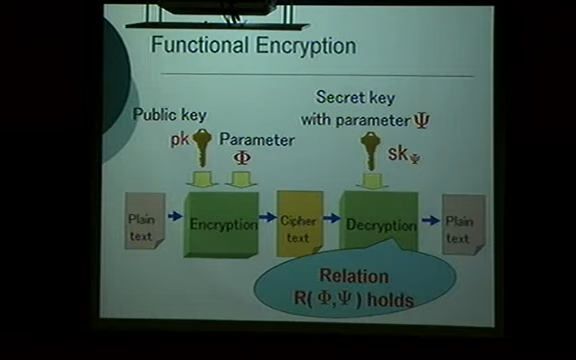 Functional Encryption
Public key
pk
Parameter
Φ
Secret key
with parameter Ψ
skΨ
Plain
text
Encryption
Cipher
text
Decryption
Plain
text
Relation
R( Φ,Ψ ) holds